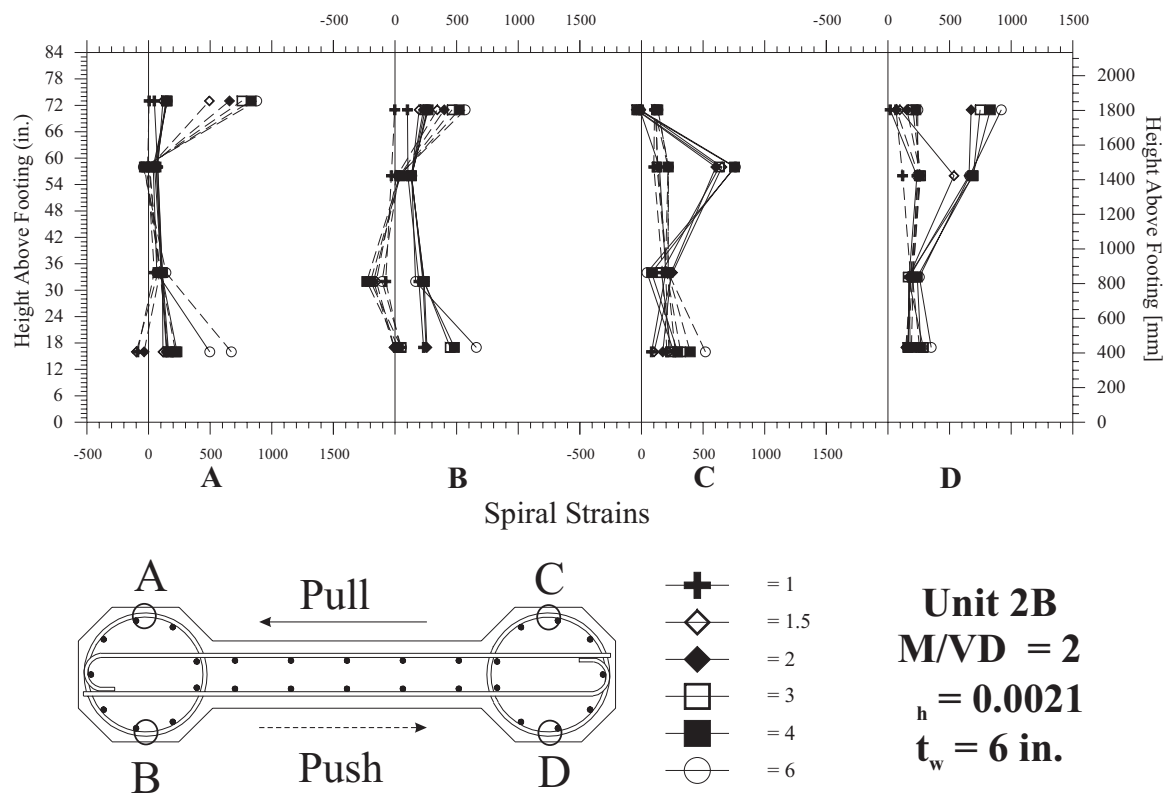 -500 0 500 1000 -500 0 500 1000 1500
84
78
72
66
60
54
48
42
36
30
24
18
12
6
0
Height Above Footing (in.)
2000
1800
1600
1400
1200
1000
800
600
400
200
0
Height Above Footing [mm]
-500 0 500 1000 1500 -500 0 500 1000 1500
A B C D
Spiral Strains
A
C
Pull
Push
B
D
= 1
= 1.5
= 2
= 3
= 4
= 6
Unit 2B
M/VD = 2
h = 0.0021
tw = 6 in.